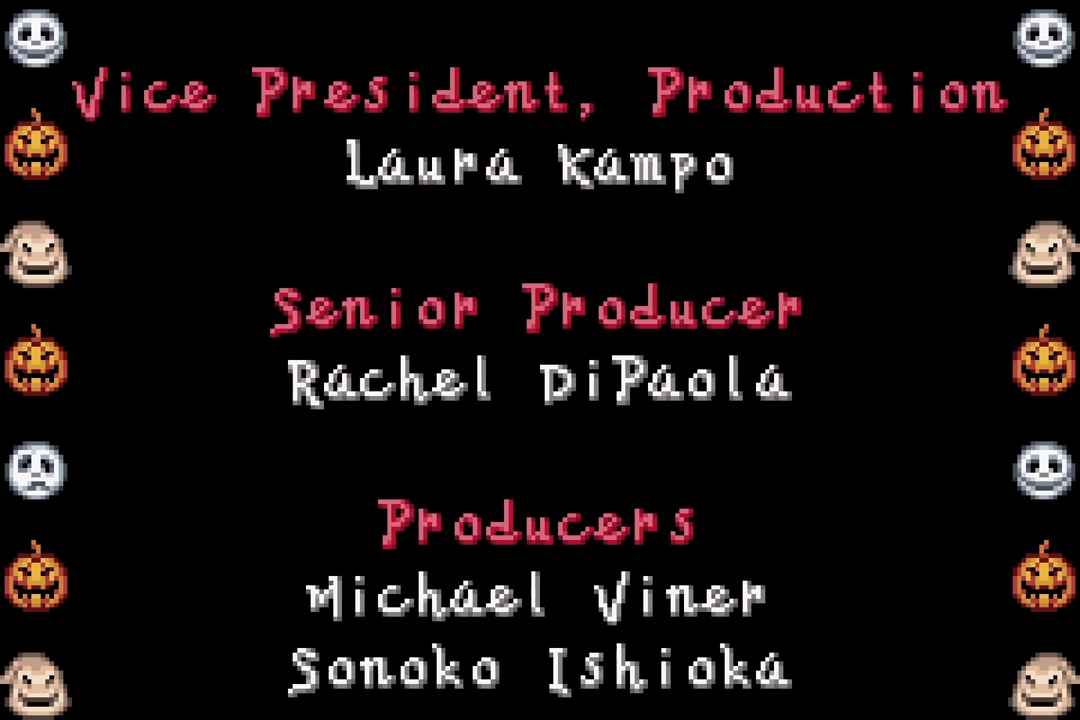 Vice President, Production
Laura Kampo
Senior Producer
Rachel DiPaola
Producers
Michael Viner
Sonoko Ishioka